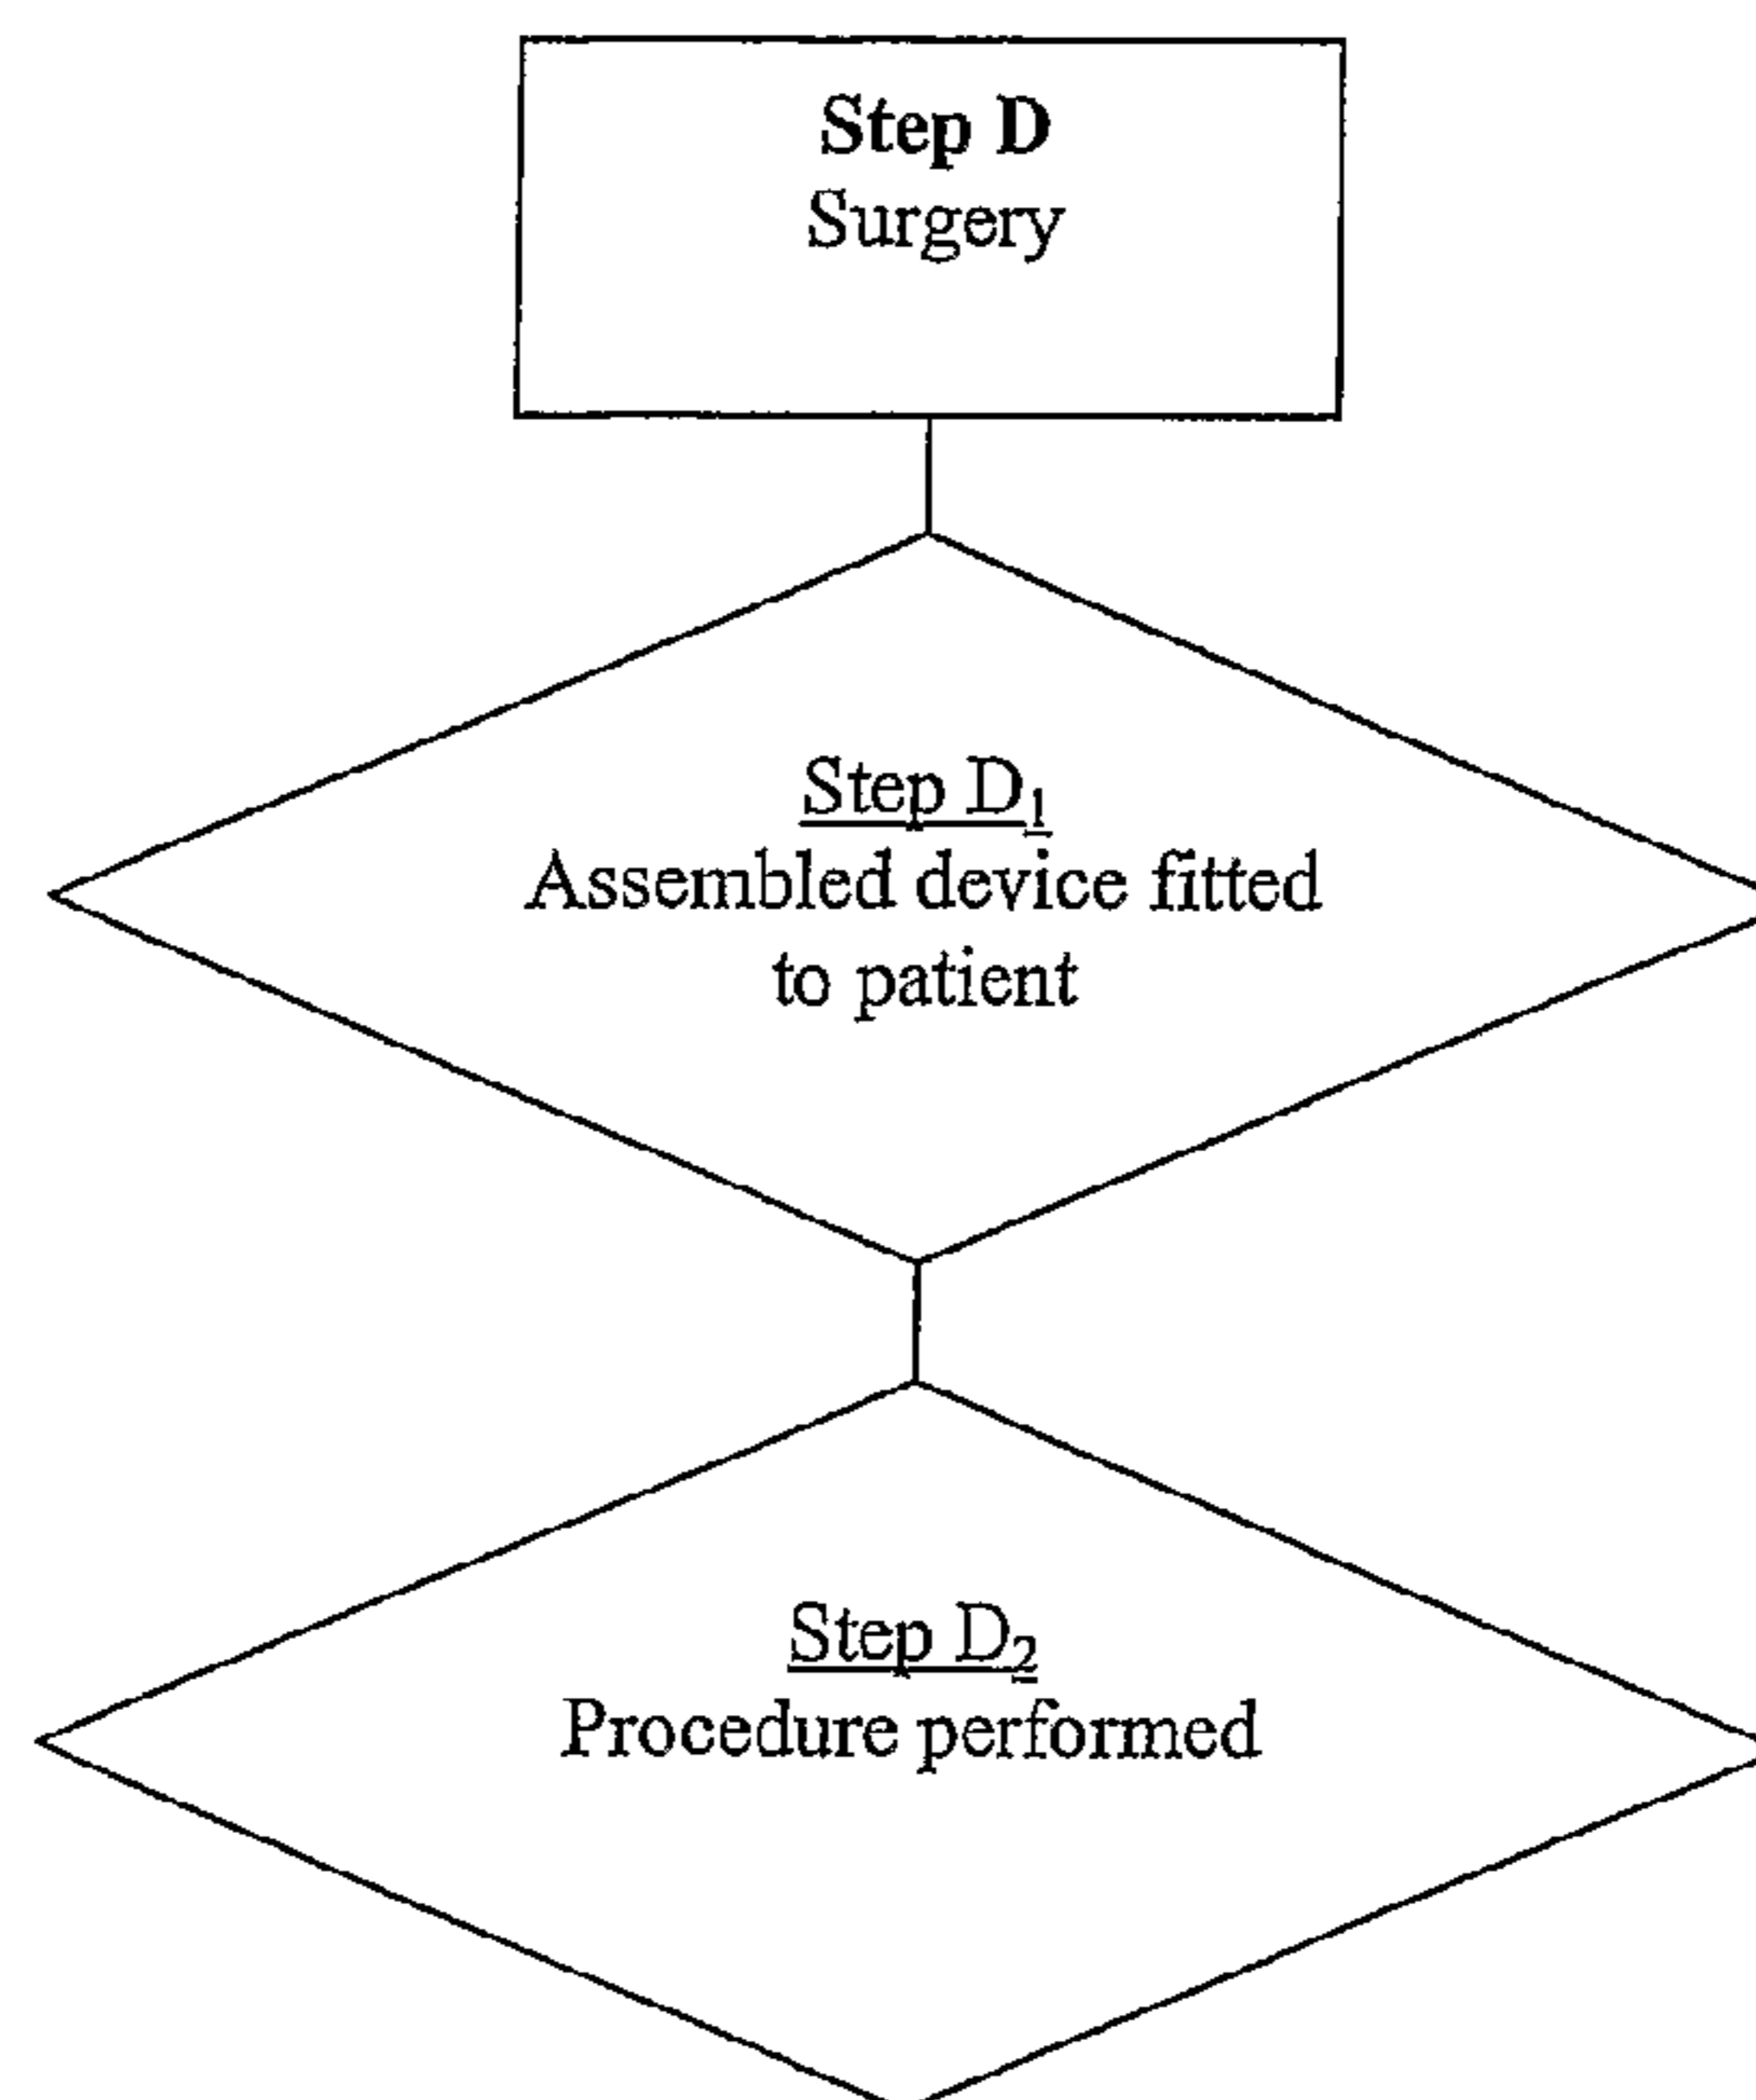 Step D
Surgery
Step D₁
Assembled device fitted
to patient
Step D₂
Procedure performed